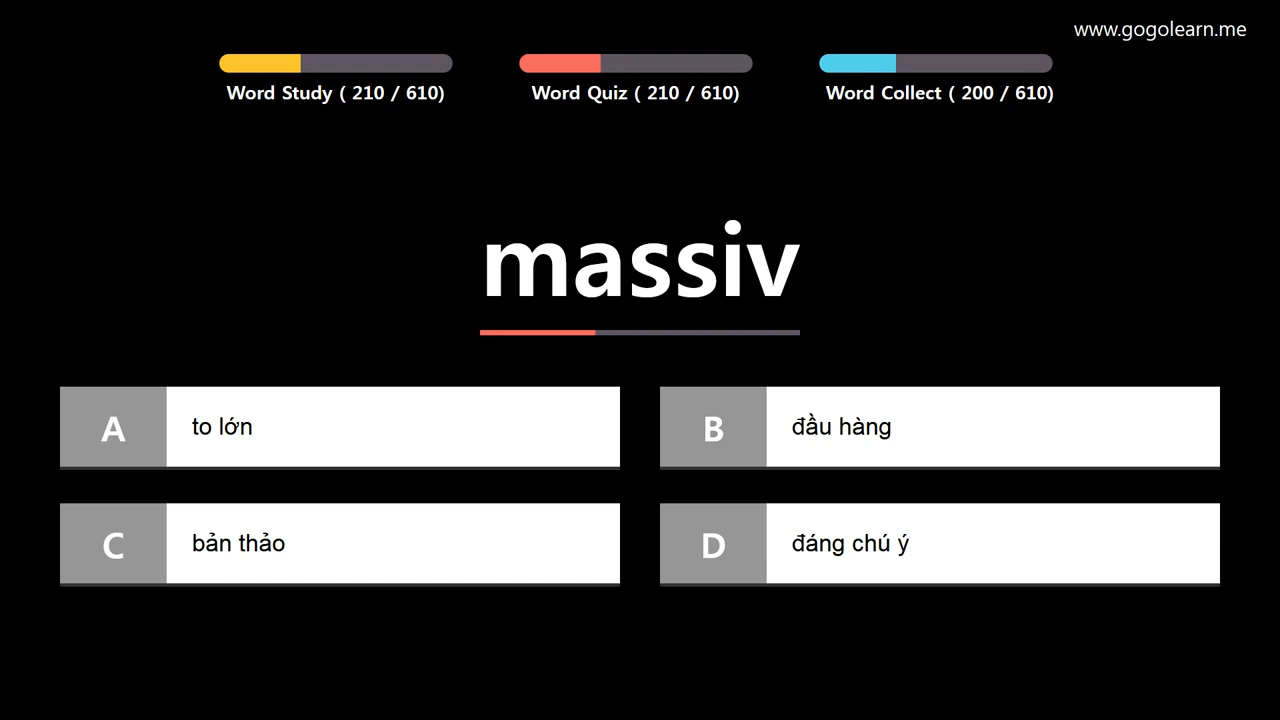 www.gogolearn.me
Word Study ( 210 / 610)
Word Quiz ( 210 / 610)
Word Collect ( 200 / 610)
massiv
A
to lớn
B
đầu hàng
C
bản thảo
D
đáng chú ý